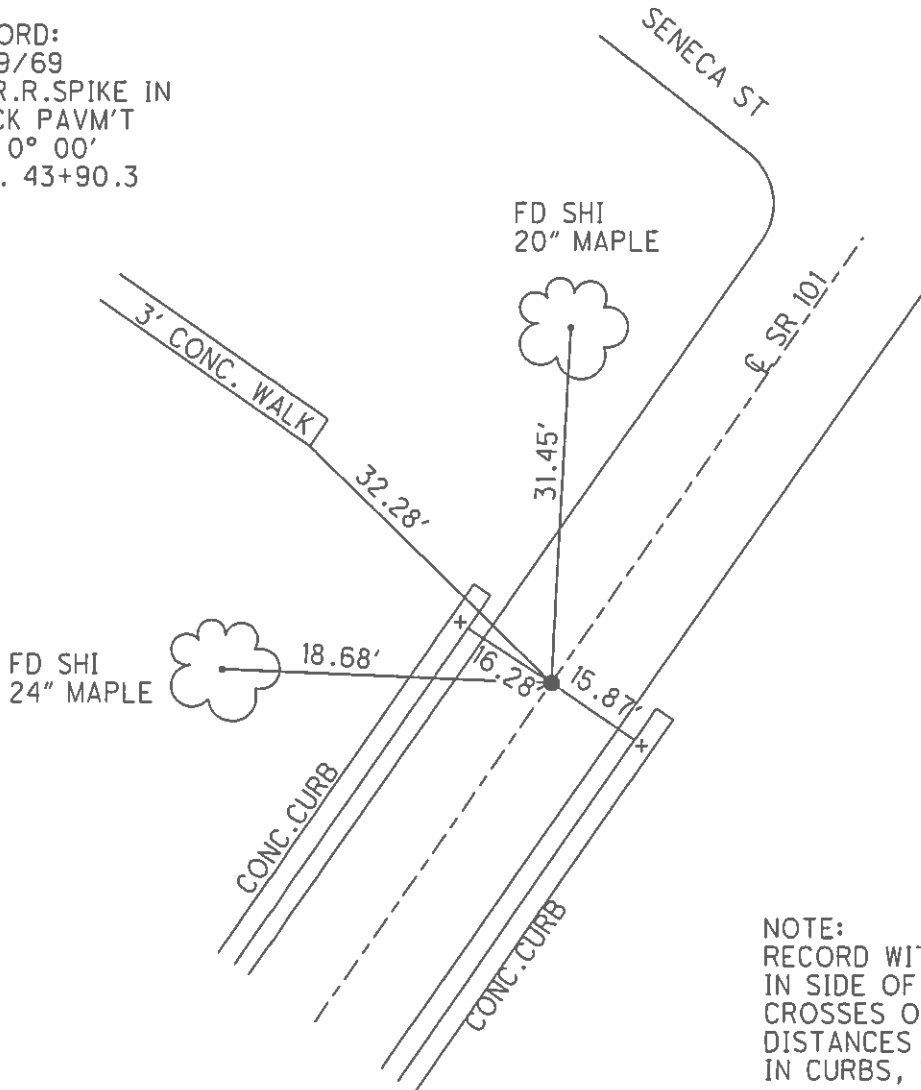 ORD:
9/69
R.R.SPIKE IN
CK PAVM'T
0° 00'
. 43+90.3
SENECA ST
FD SHI
20" MAPLE
℄ SR 101
3' CONC. WALK
32.28'
31.45'
FD SHI
24" MAPLE
18.68'
16.28'
15.87'
CONC.CURB
CONC.CURB
NOTE:
RECORD WIT
IN SIDE OF
CROSSES O
DISTANCES
IN CURBS,